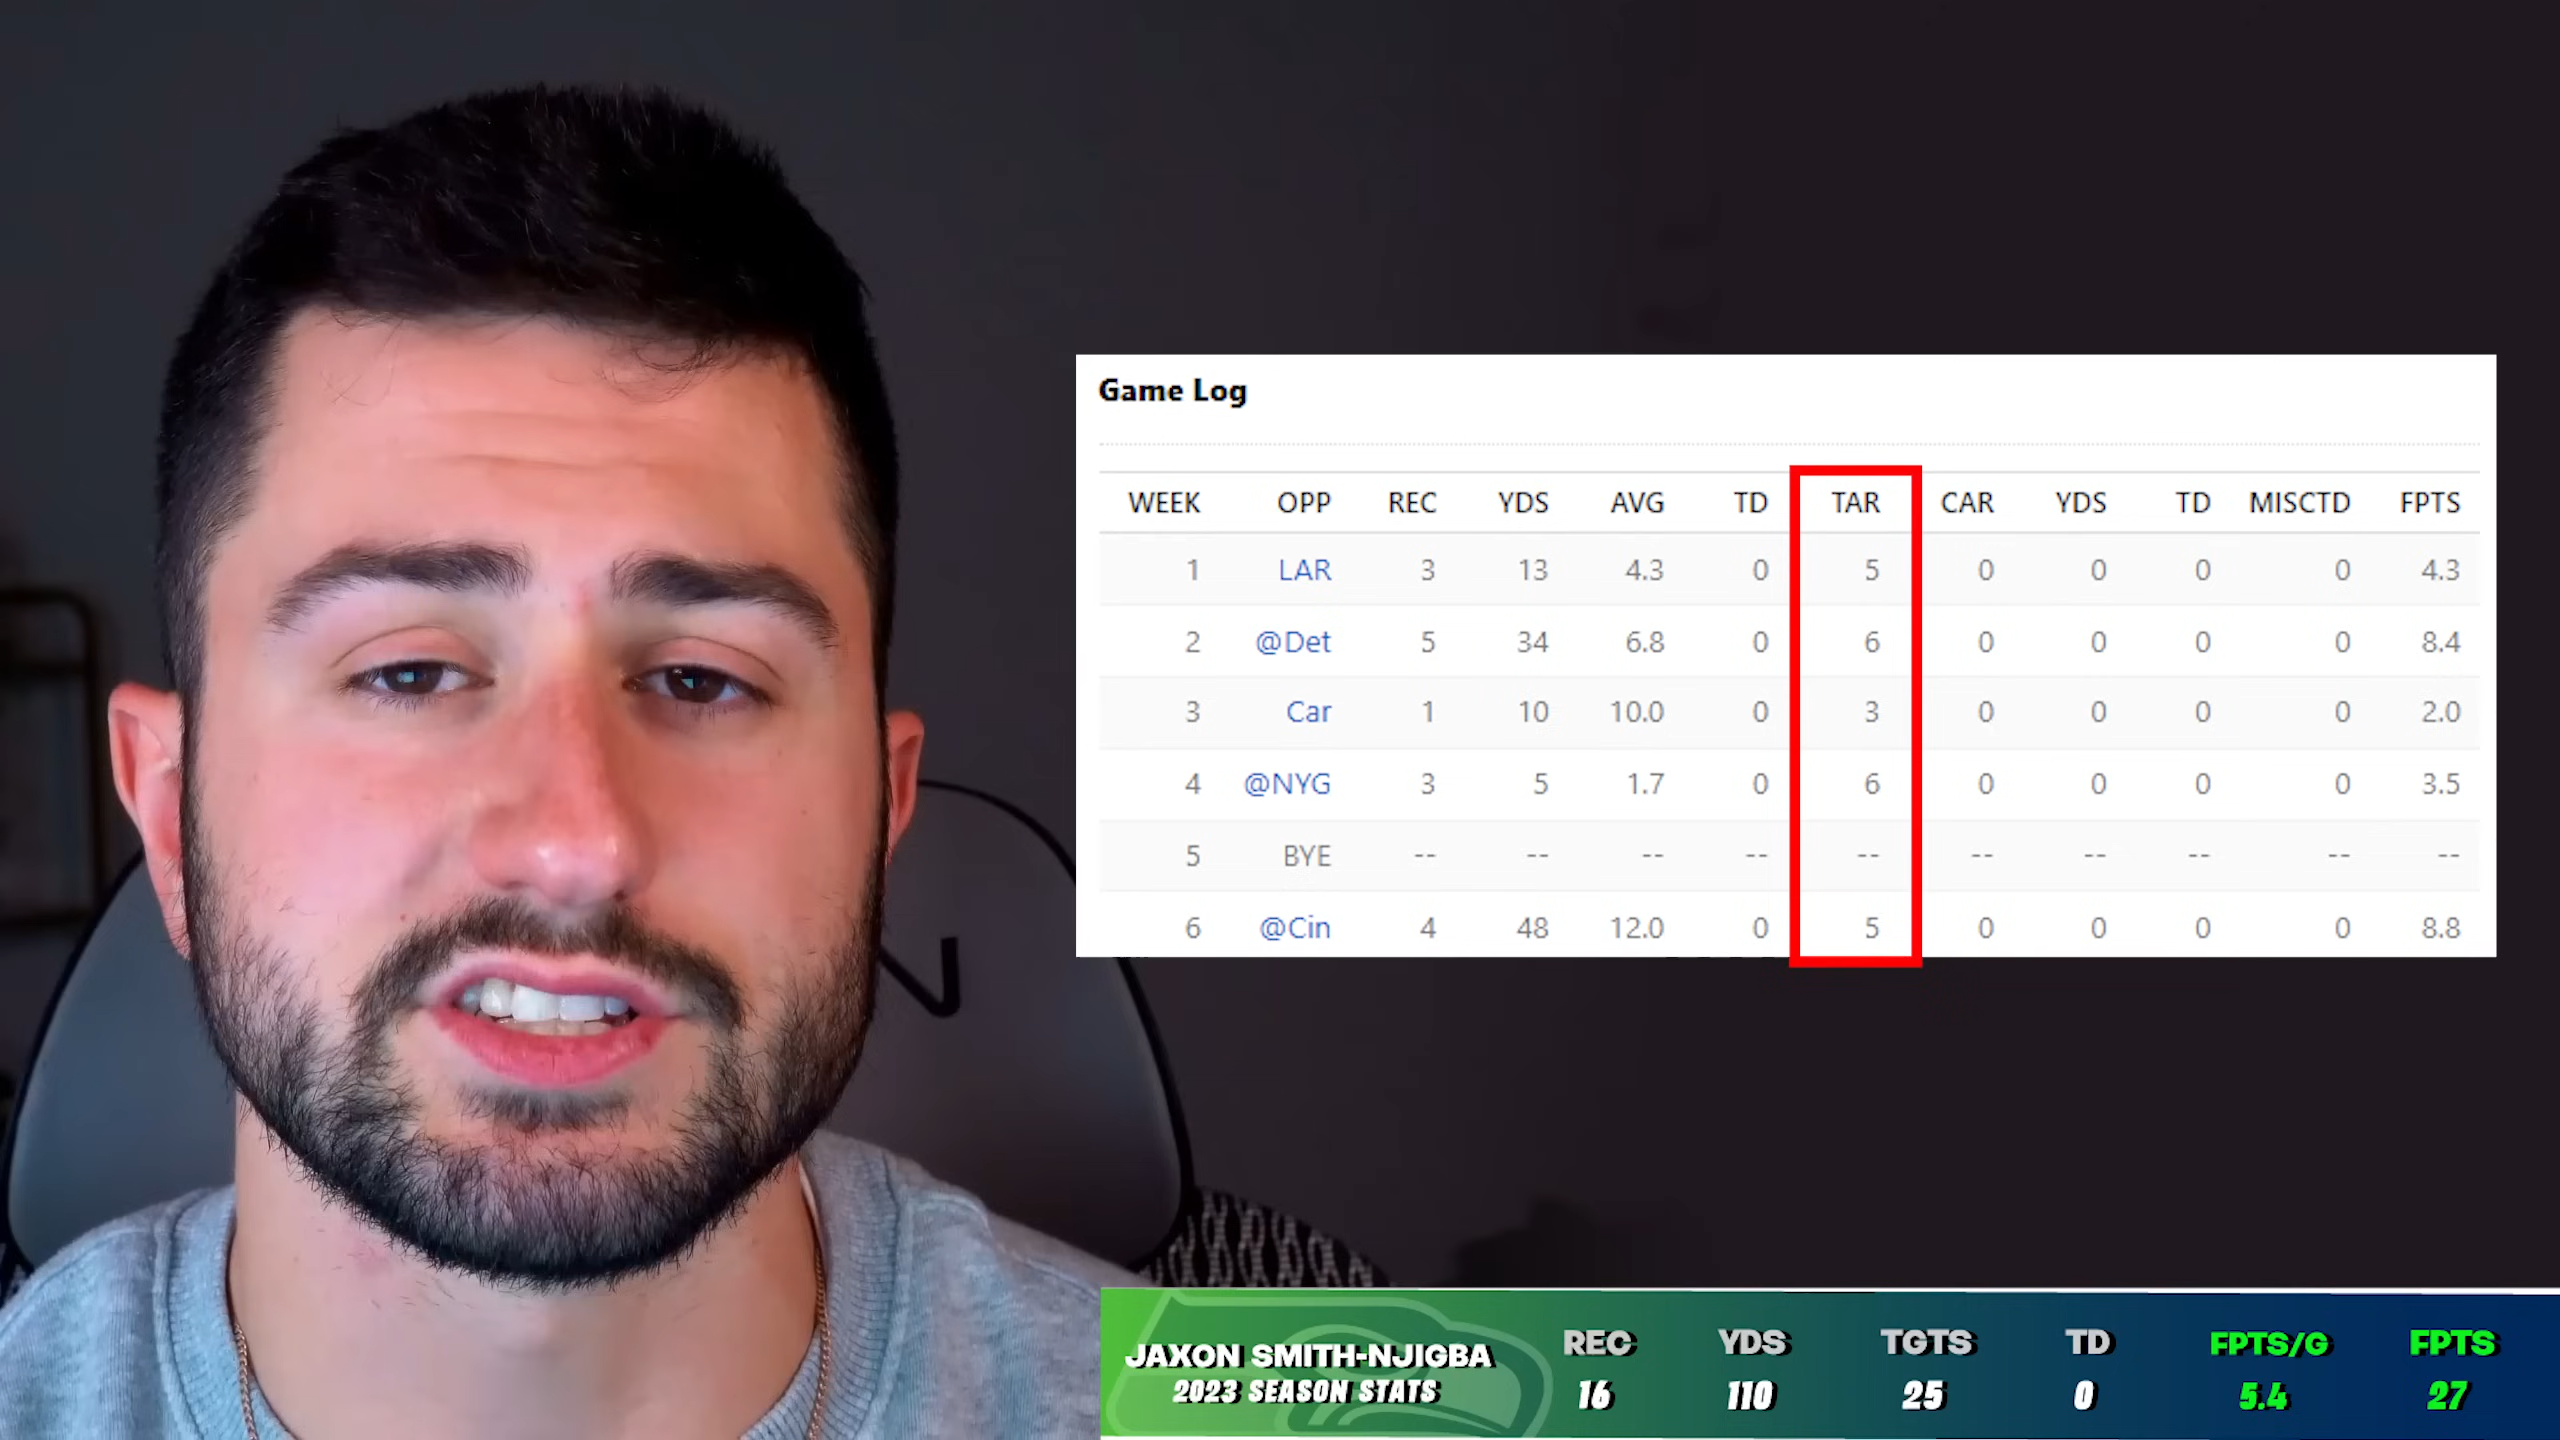 Game Log
WEEK OPP REC YDS AVG TD TAR CAR YDS TD MISCTD FPTS
1 LAR 3 13 4.3 0 5 0 0 0 0 4.3
2 @Det 5 34 6.8 0 6 0 0 0 0 8.4
3 Car 1 10 10.0 0 3 0 0 0 0 2.0
4 @NYG 3 5 1.7 0 6 0 0 0 0 3.5
5 BYE -- -- -- -- -- -- -- -- -- --
6 @Cin 4 48 12.0 0 5 0 0 0 0 8.8
JAXON SMITH-NJIGBA REC YDS TGTS TD FPTS/G FPTS
2023 SEASON STATS 16 110 25 0 5.4 27